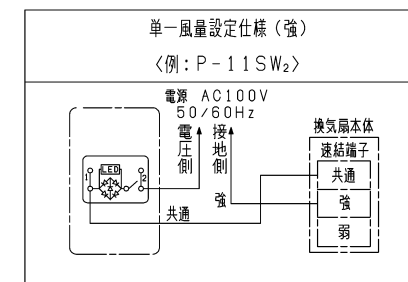 単一風量設定仕様（強）
〈例：P－11SW₂〉
電源 AC100V
50/60Hz
電圧側
接地側
換気扇本体
速結端子
共通
強
弱
LED
1
2
強
共通